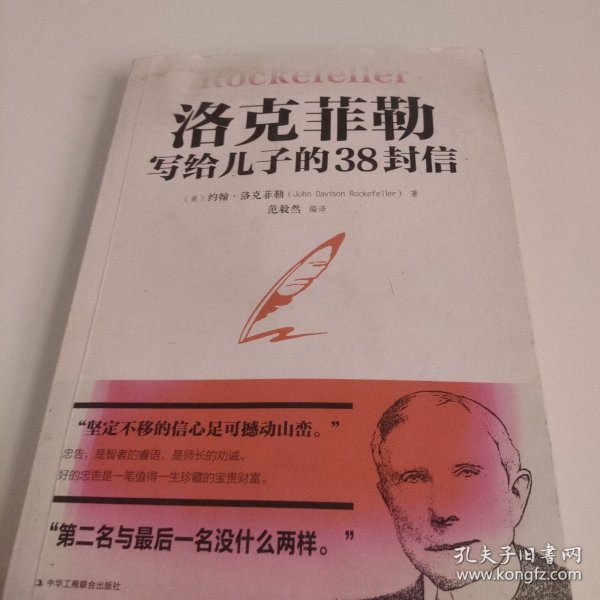 Rockefeller
洛克菲勒
写给儿子的38封信
（美）约翰·洛克菲勒（John Davison Rockefeller） 著
范毅然 编译
“坚定不移的信心足可撼动山峦。”
忠告，是智者的睿语，是师长的劝诫。
好的忠告是一笔值得一生珍藏的宝贵财富。
“第二名与最后一名没什么两样。”
中华工商联合出版社
孔夫子旧书网
www.kongfz.com